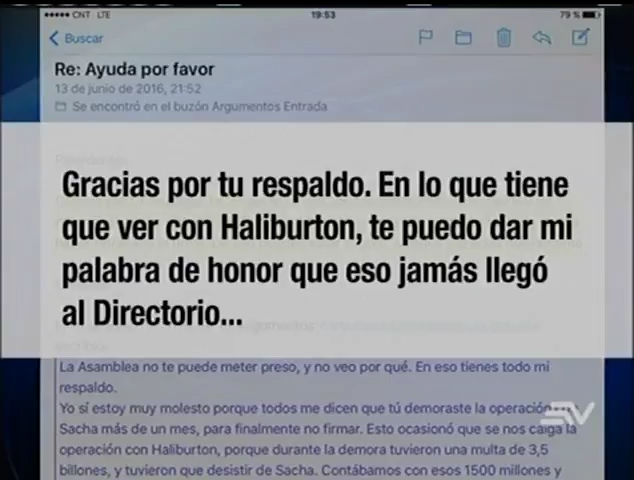 CNT LTE 19:53 79 %
Buscar
Re: Ayuda por favor
13 de junio de 2016, 21:52
Se encontró en el buzón Argumentos Entrada
Gracias por tu respaldo. En lo que tiene
que ver con Haliburton, te puedo dar mi
palabra de honor que eso jamás llegó
al Directorio...
La Asamblea no te puede meter preso, y no veo por qué. En eso tienes todo mi
respaldo.
Yo sí estoy muy molesto porque todos me dicen que tú demoraste la operación
Sacha más de un mes, para finalmente no firmar. Esto ocasionó que se nos caiga la
operación con Haliburton, porque durante la demora tuvieron una multa de 3,5
billones, y tuvieron que desistir de Sacha. Contábamos con esos 1500 millones y